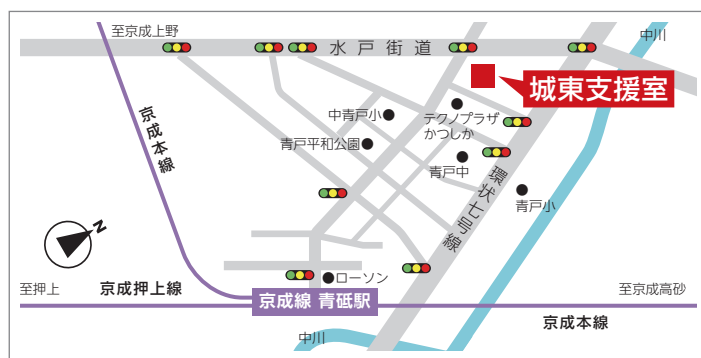 至京成上野
中川
水戸街道
城東支援室
中青戸小
テクノプラザ
かつしか
京成本線
青戸平和公園
青戸中
環状七号線
青戸小
N
ローソン
至押上
京成押上線
京成線 青砥駅
至京成高砂
京成本線
中川